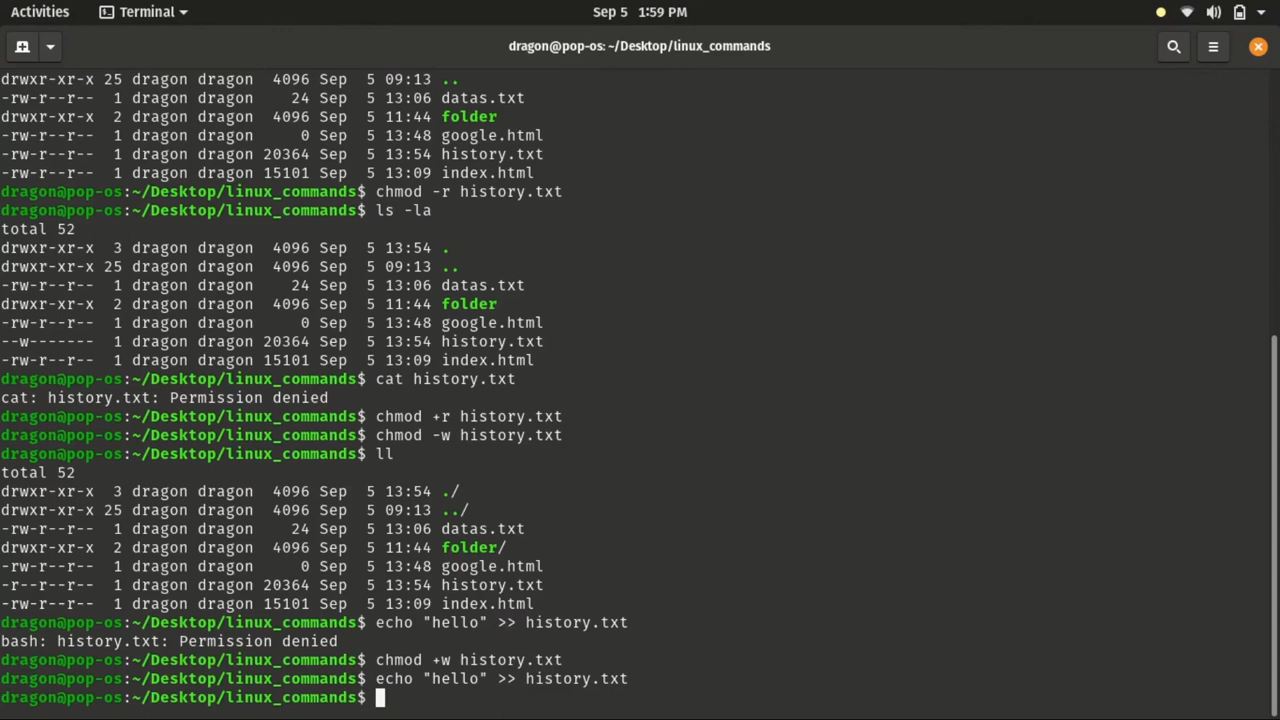 Activities Terminal Sep 5 1:59 PM
dragon@pop-os: ~/Desktop/linux_commands
drwxr-xr-x 25 dragon dragon  4096 Sep  5 09:13 ..
-rw-r--r--  1 dragon dragon    24 Sep  5 13:06 datas.txt
drwxr-xr-x  2 dragon dragon  4096 Sep  5 11:44 folder
-rw-r--r--  1 dragon dragon     0 Sep  5 13:48 google.html
-rw-r--r--  1 dragon dragon 20364 Sep  5 13:54 history.txt
-rw-r--r--  1 dragon dragon 15101 Sep  5 13:09 index.html
dragon@pop-os:~/Desktop/linux_commands$ chmod -r history.txt
dragon@pop-os:~/Desktop/linux_commands$ ls -la
total 52
drwxr-xr-x  3 dragon dragon  4096 Sep  5 13:54 .
drwxr-xr-x 25 dragon dragon  4096 Sep  5 09:13 ..
-rw-r--r--  1 dragon dragon    24 Sep  5 13:06 datas.txt
drwxr-xr-x  2 dragon dragon  4096 Sep  5 11:44 folder
-rw-r--r--  1 dragon dragon     0 Sep  5 13:48 google.html
--w-------  1 dragon dragon 20364 Sep  5 13:54 history.txt
-rw-r--r--  1 dragon dragon 15101 Sep  5 13:09 index.html
dragon@pop-os:~/Desktop/linux_commands$ cat history.txt
cat: history.txt: Permission denied
dragon@pop-os:~/Desktop/linux_commands$ chmod +r history.txt
dragon@pop-os:~/Desktop/linux_commands$ chmod -w history.txt
dragon@pop-os:~/Desktop/linux_commands$ ll
total 52
drwxr-xr-x  3 dragon dragon  4096 Sep  5 13:54 ./
drwxr-xr-x 25 dragon dragon  4096 Sep  5 09:13 ../
-rw-r--r--  1 dragon dragon    24 Sep  5 13:06 datas.txt
drwxr-xr-x  2 dragon dragon  4096 Sep  5 11:44 folder/
-rw-r--r--  1 dragon dragon     0 Sep  5 13:48 google.html
-r--r--r--  1 dragon dragon 20364 Sep  5 13:54 history.txt
-rw-r--r--  1 dragon dragon 15101 Sep  5 13:09 index.html
dragon@pop-os:~/Desktop/linux_commands$ echo "hello" >> history.txt
bash: history.txt: Permission denied
dragon@pop-os:~/Desktop/linux_commands$ chmod +w history.txt
dragon@pop-os:~/Desktop/linux_commands$ echo "hello" >> history.txt
dragon@pop-os:~/Desktop/linux_commands$